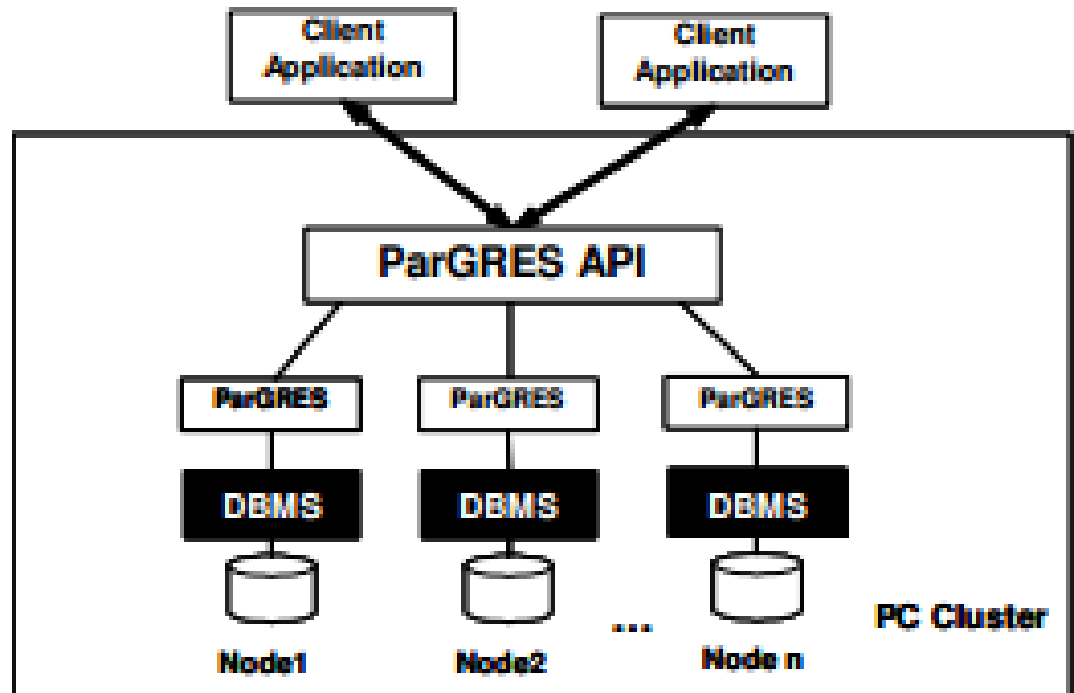 Client
Application
Client
Application
ParGRES API
ParGRES
ParGRES
ParGRES
DBMS
DBMS
DBMS
...
PC Cluster
Node1
Node2
Node n